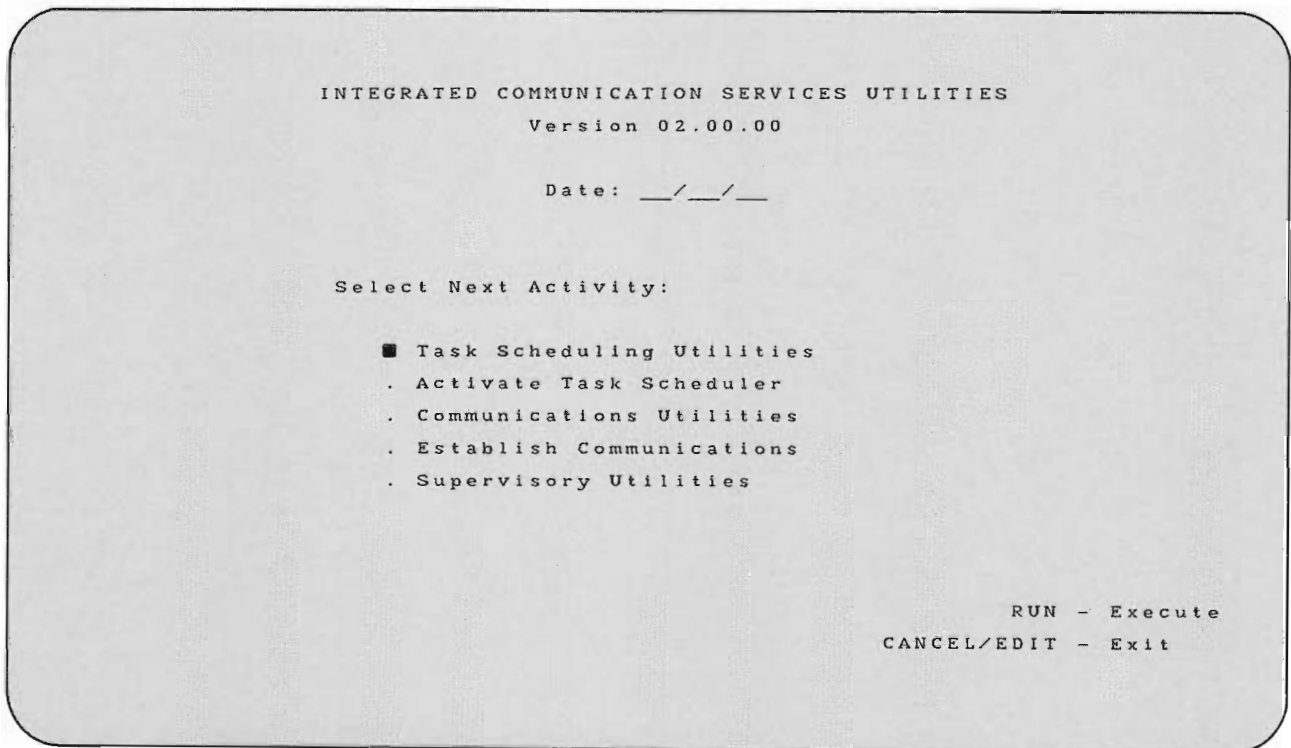 INTEGRATED COMMUNICATION SERVICES UTILITIES
Version 02.00.00
Date: __/__/__
Select Next Activity:
■ Task Scheduling Utilities
. Activate Task Scheduler
. Communications Utilities
. Establish Communications
. Supervisory Utilities
RUN - Execute
CANCEL/EDIT - Exit